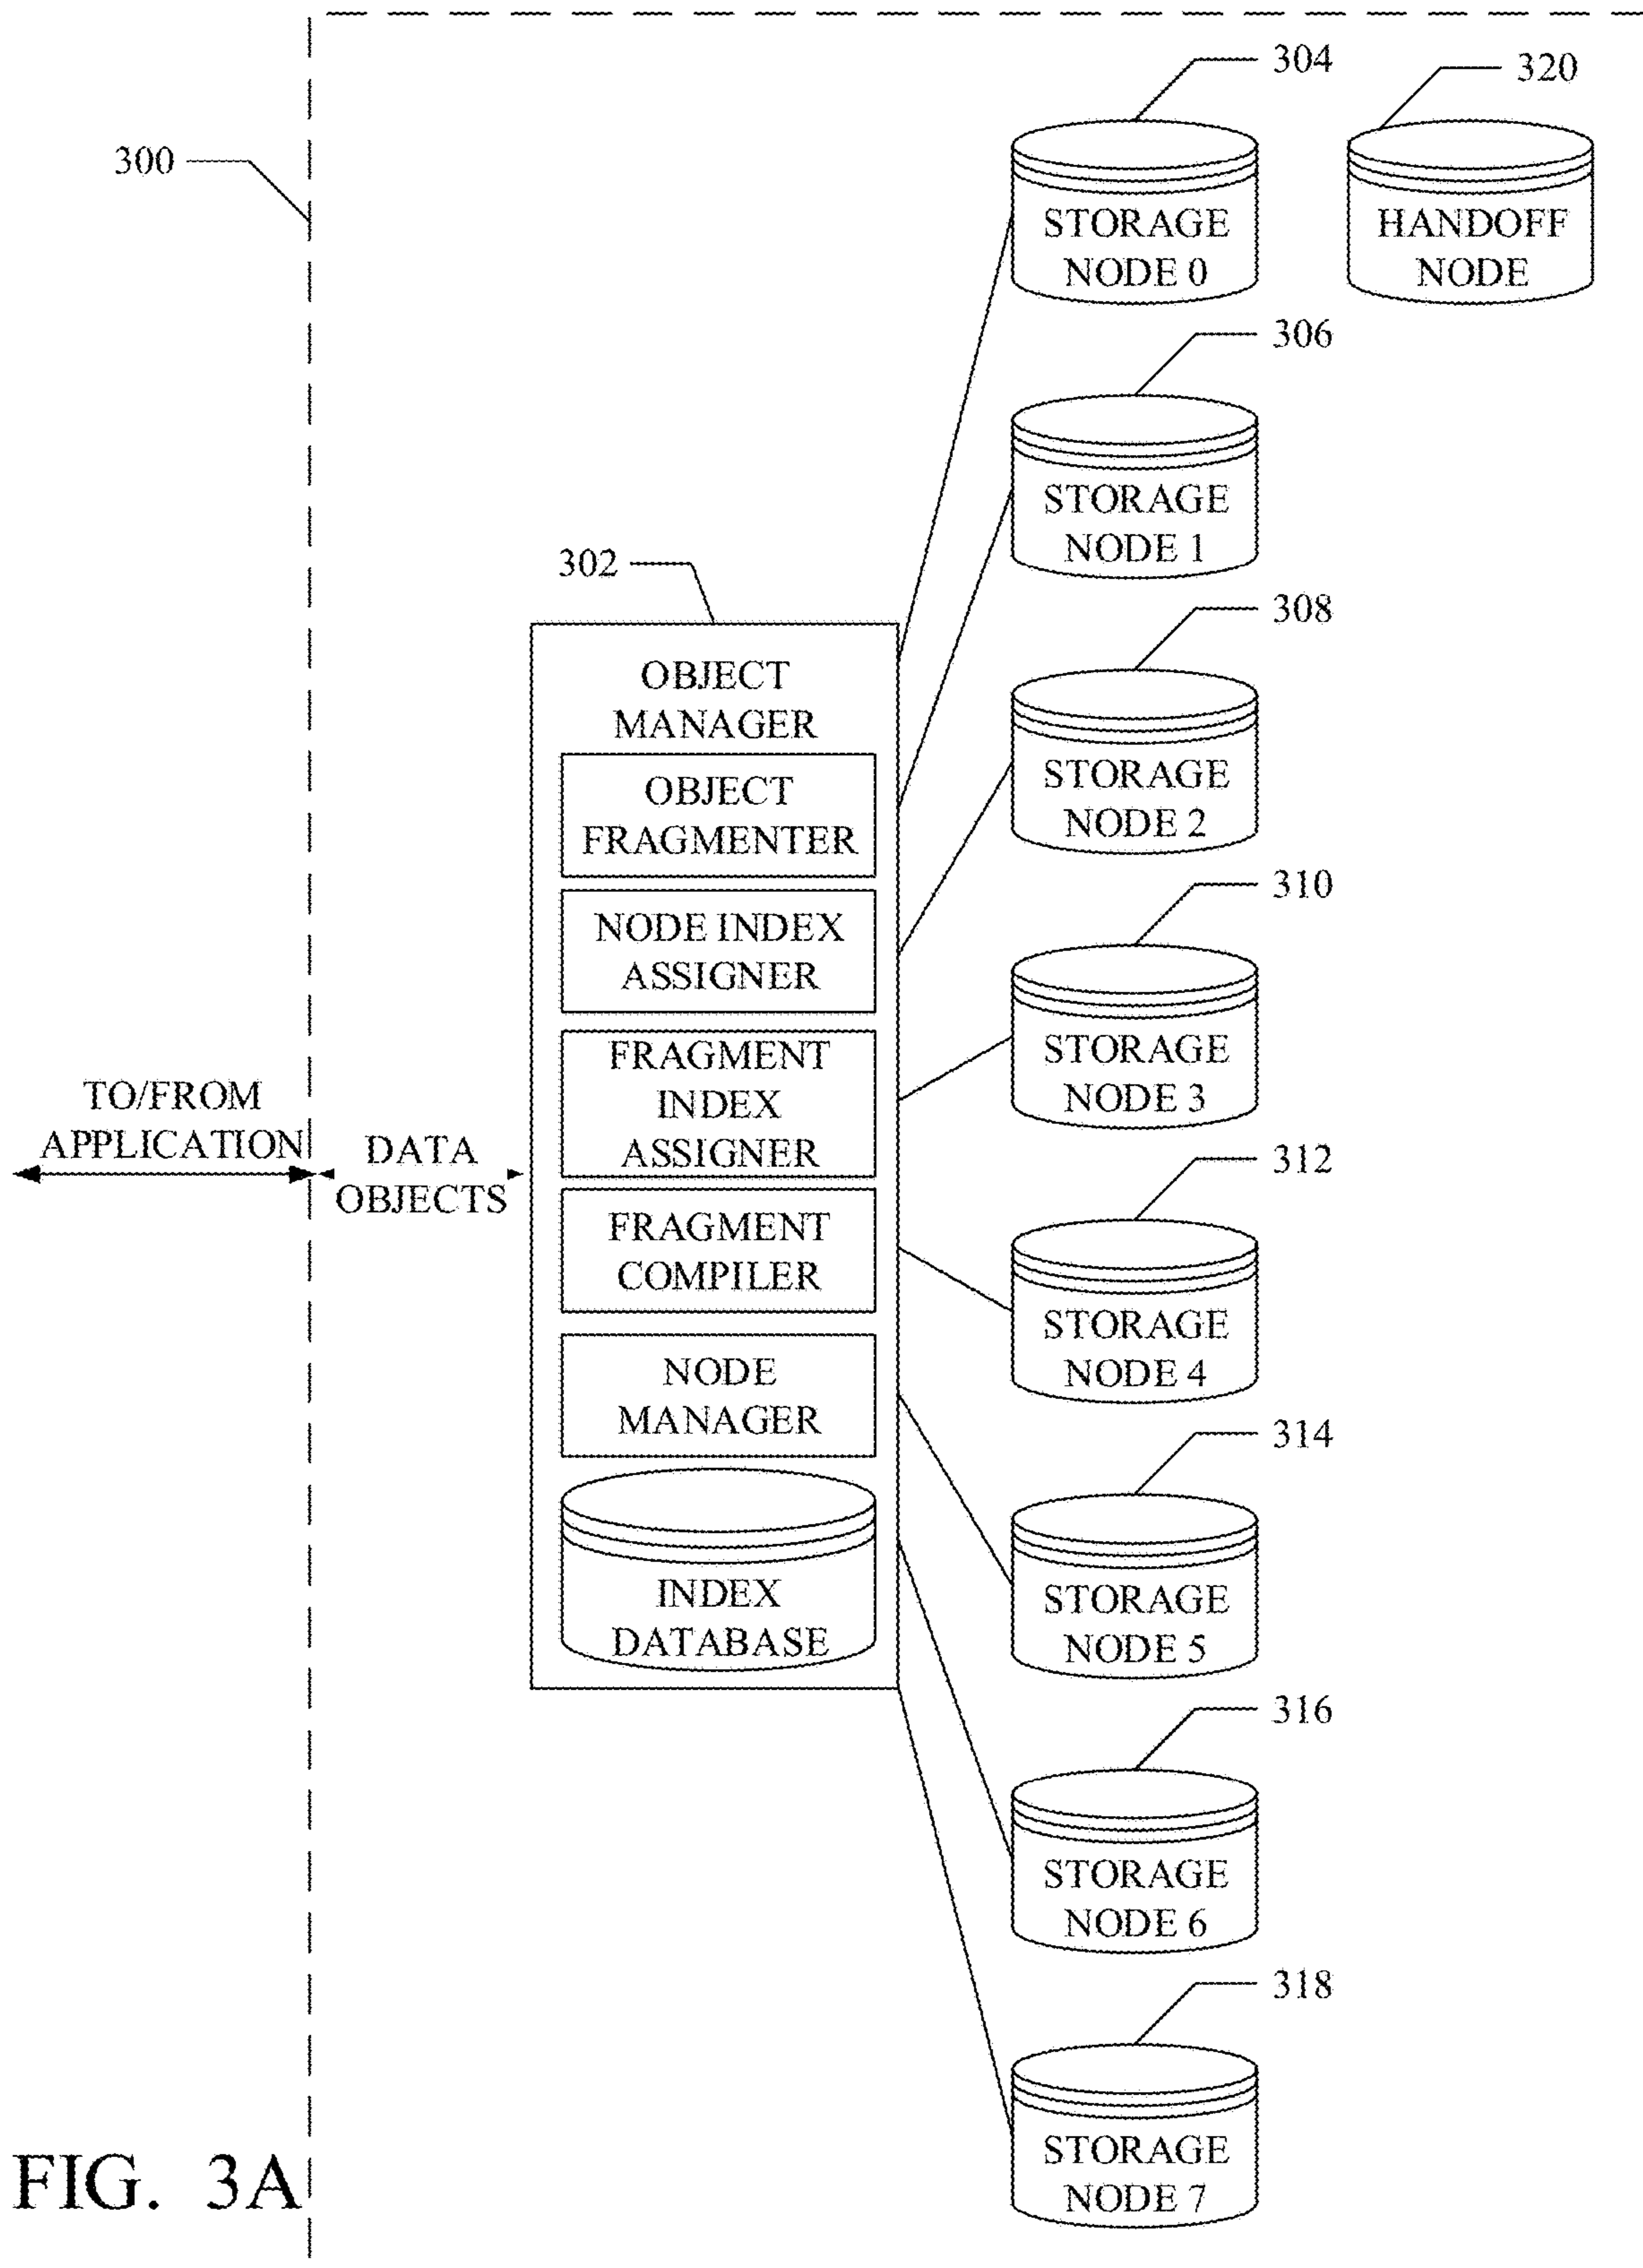 304
320
300
STORAGE
NODE 0
HANDOFF
NODE
306
STORAGE
NODE 1
302
308
OBJECT
MANAGER
OBJECT
FRAGMENTER
STORAGE
NODE 2
NODE INDEX
ASSIGNER
310
FRAGMENT
INDEX
ASSIGNER
STORAGE
NODE 3
TO/FROM
APPLICATION
DATA
OBJECTS
312
FRAGMENT
COMPILER
STORAGE
NODE 4
NODE
MANAGER
314
INDEX
DATABASE
STORAGE
NODE 5
316
STORAGE
NODE 6
318
STORAGE
NODE 7
FIG. 3A